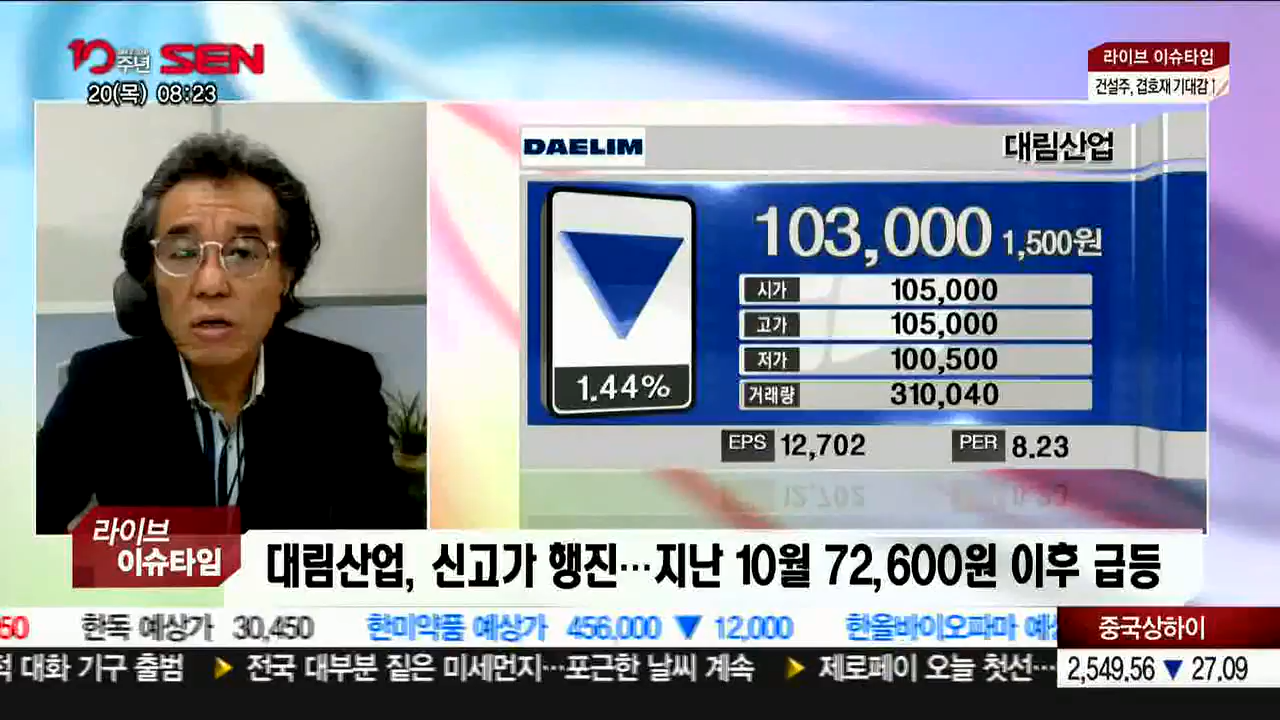 10주년 SEN
20(목) 08:23
라이브 이슈타임
건설주, 겹호재 기대감↑
DAELIM
대림산업
103,000 1,500원
1.44%
시가 105,000
고가 105,000
저가 100,500
거래량 310,040
EPS 12,702
PER 8.23
라이브
이슈타임
대림산업, 신고가 행진…지난 10월 72,600원 이후 급등
50 한독 예상가 30,450 한미약품 예상가 456,000 ▼ 12,000 한올바이오파마
중국상하이
2,549.56 ▼ 27.09
대화 기구 출범 ▶ 전국 대부분 짙은 미세먼지…포근한 날씨 계속 ▶ 제로페이 오늘 첫선…